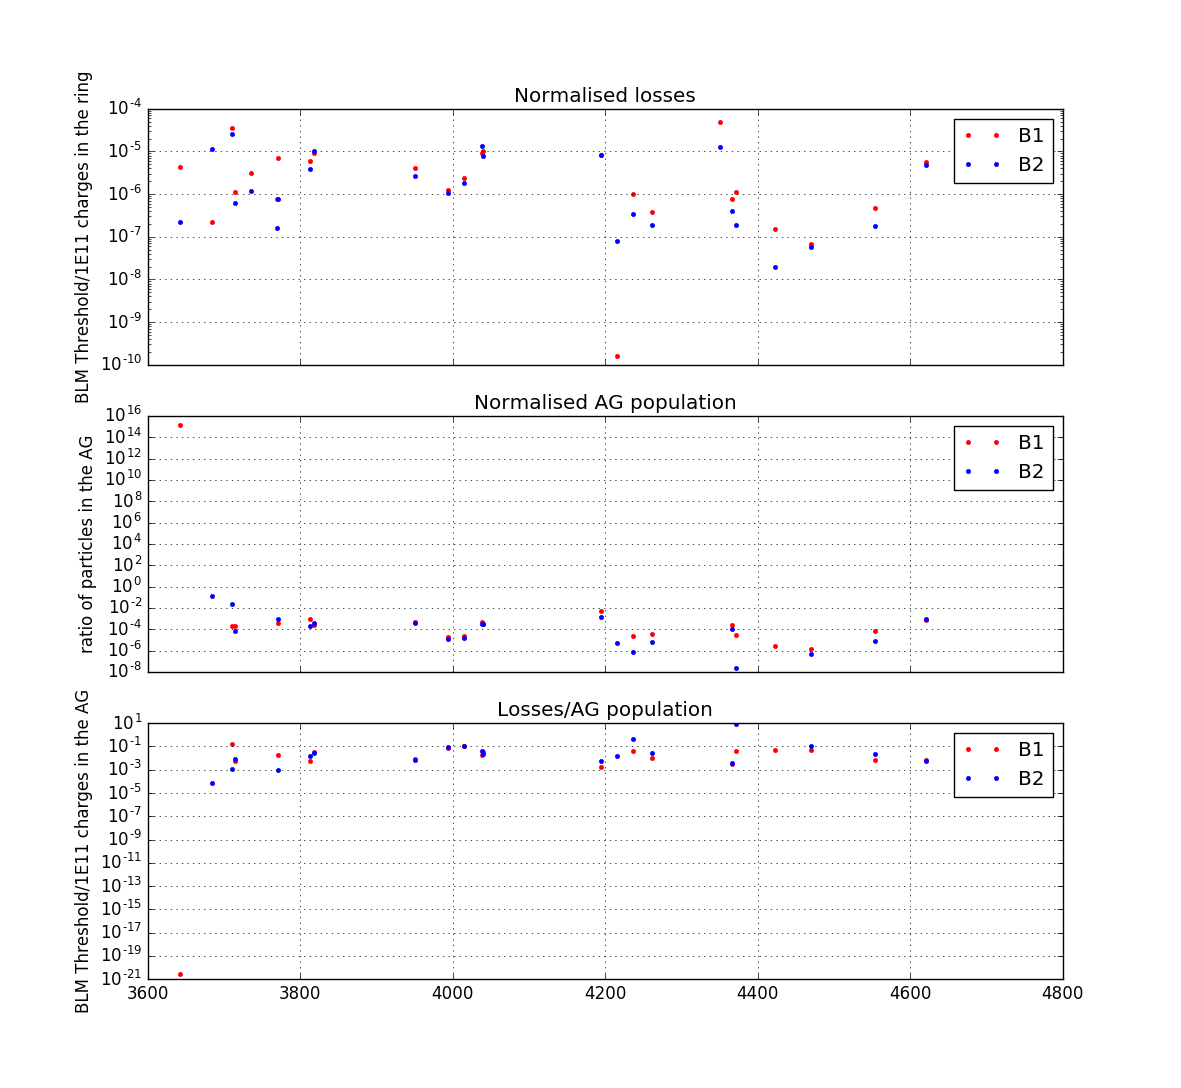 Normalised losses
BLM Threshold/1E11 charges in the ring
10^-4
10^-5
10^-6
10^-7
10^-8
10^-9
10^-10
B1
B2
Normalised AG population
ratio of particles in the AG
10^16
10^14
10^12
10^10
10^8
10^6
10^4
10^2
10^0
10^-2
10^-4
10^-6
10^-8
B1
B2
Losses/AG population
BLM Threshold/1E11 charges in the AG
10^1
10^-1
10^-3
10^-5
10^-7
10^-9
10^-11
10^-13
10^-15
10^-17
10^-19
10^-21
B1
B2
3600 3800 4000 4200 4400 4600 4800